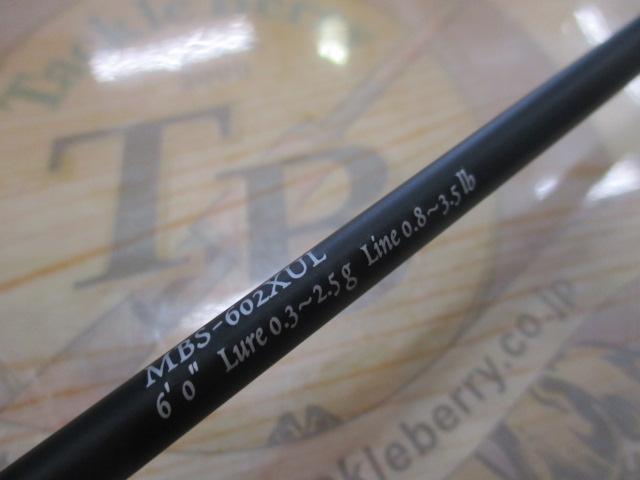 Tackle Berry
TB
MBS-602XUL
6' 0" Lure 0.3~2.5g Line 0.8~3.5lb
ckleberry.co.jp